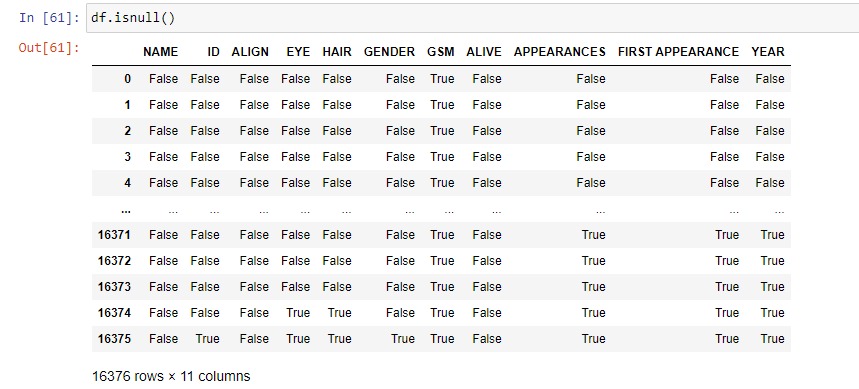 In [61]: df.isnull()
Out[61]:
NAME ID ALIGN EYE HAIR GENDER GSM ALIVE APPEARANCES FIRST APPEARANCE YEAR
0 False False False False False False True False False False False
1 False False False False False False True False False False False
2 False False False False False False True False False False False
3 False False False False False False True False False False False
4 False False False False False False True False False False False
... ... ... ... ... ... ... ... ... ... ... ...
16371 False False False False False False True False True True True
16372 False False False False False False True False True True True
16373 False False False False False False True False True True True
16374 False False False True True False True False True True True
16375 False True False True True True True False True True True
16376 rows × 11 columns